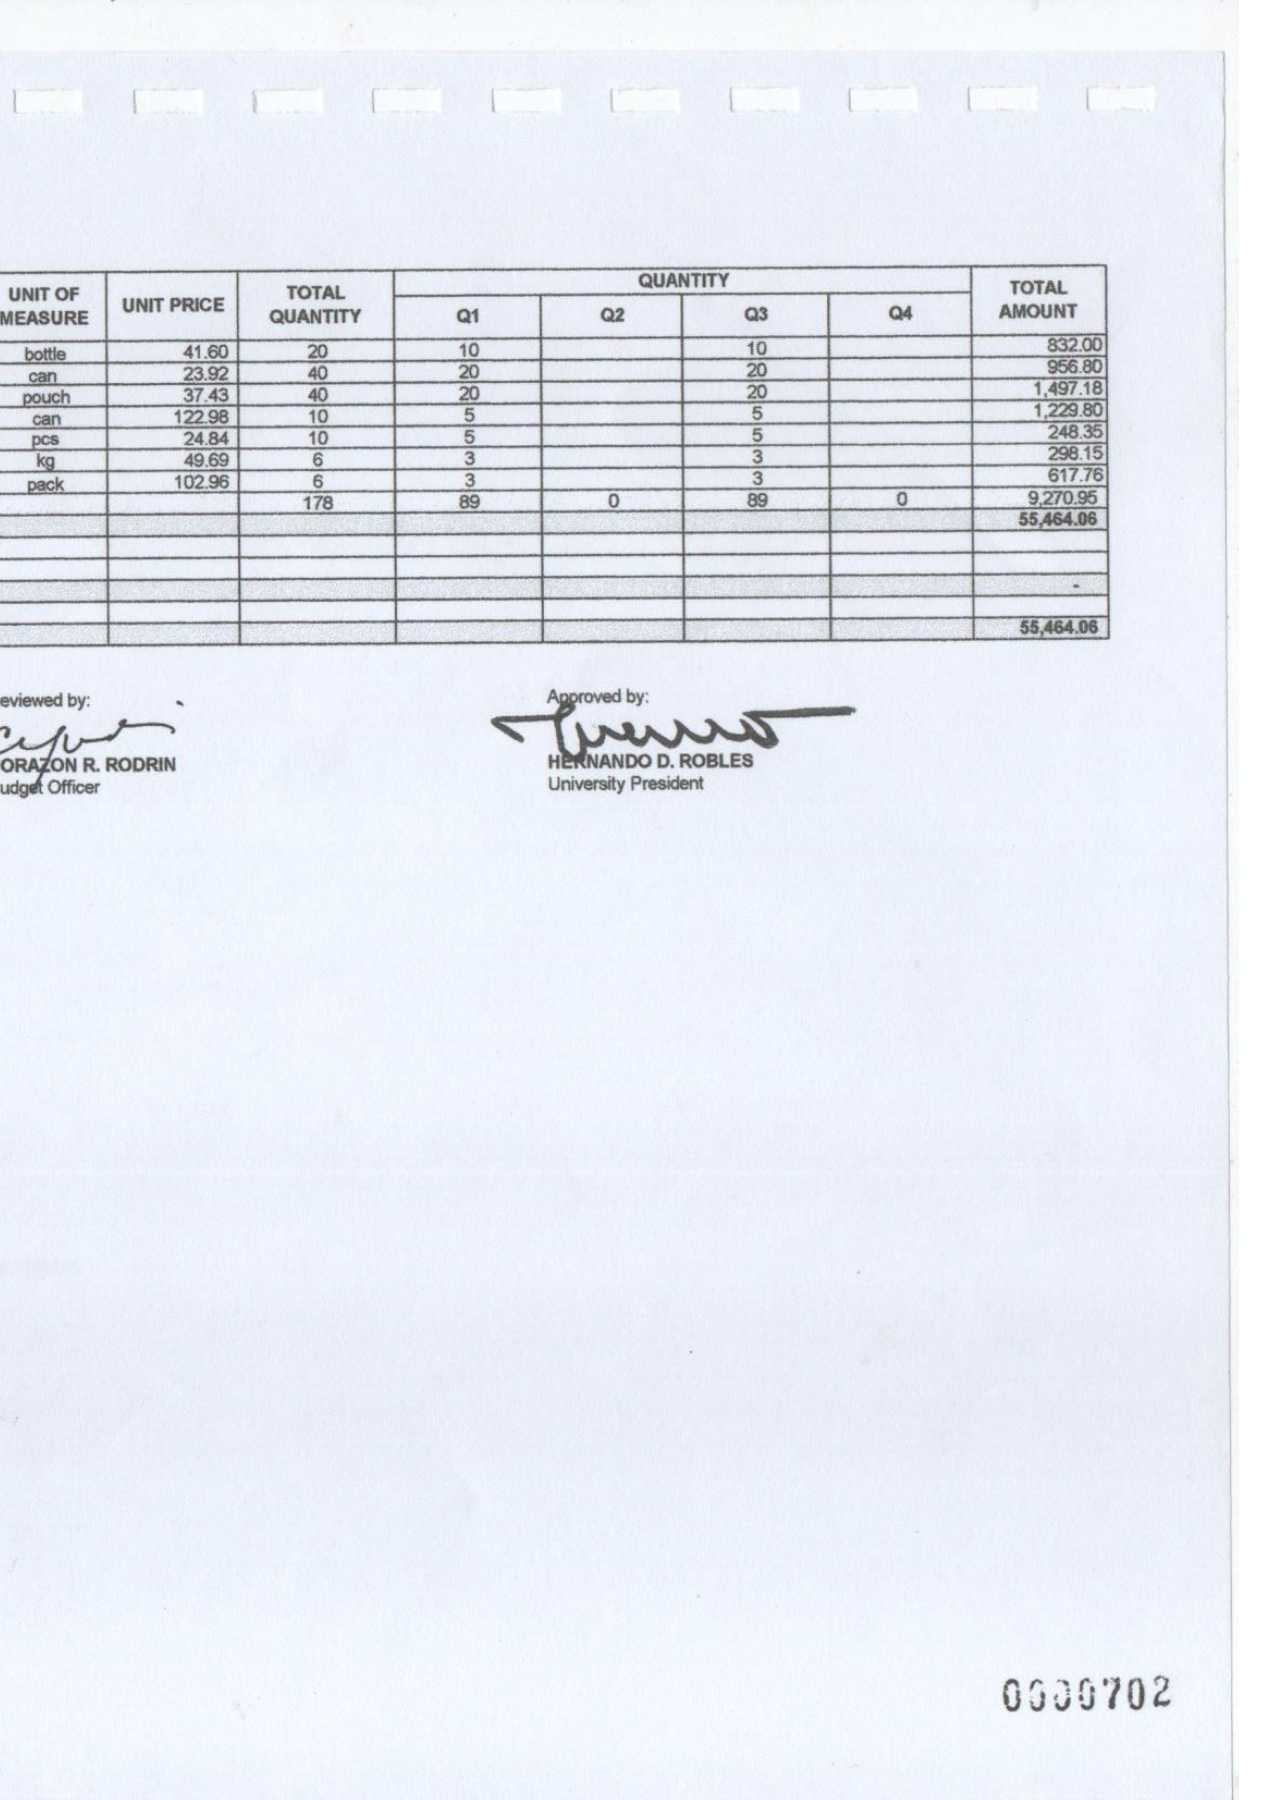 UNIT OF MEASURE UNIT PRICE TOTAL QUANTITY QUANTITY TOTAL AMOUNT
Q1 Q2 Q3 Q4
bottle 41.60 20 10 10 832.00
can 23.92 40 20 20 956.80
pouch 37.43 40 20 20 1,497.18
can 122.98 10 5 5 1,229.80
pcs 24.84 10 5 5 248.35
kg 49.69 6 3 3 298.15
pack 102.96 6 3 3 617.76
178 89 0 89 0 9,270.95
55,464.06
-
55,464.06
eviewed by: Approved by:
ORAZON R. RODRIN HERNANDO D. ROBLES
udget Officer University President
0000702